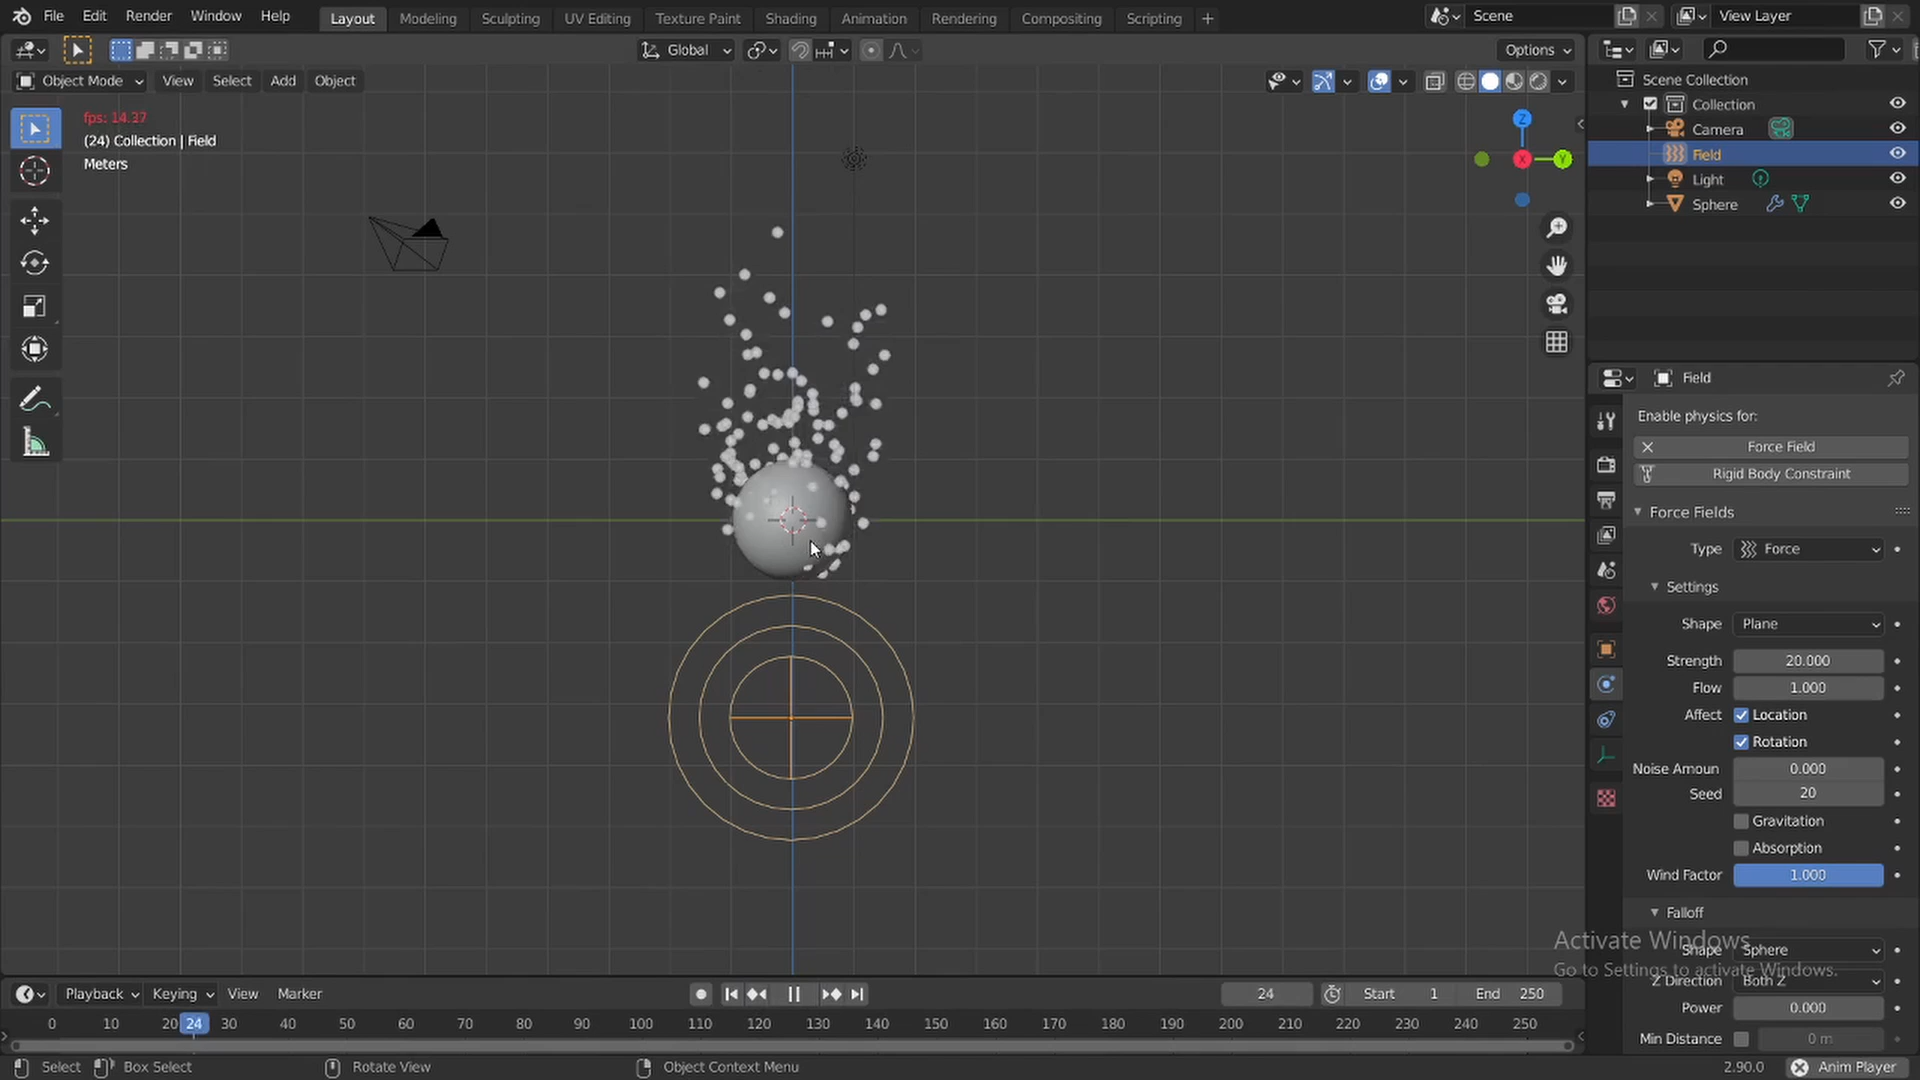 File Edit Render Window Help Layout Modeling Sculpting UV Editing Texture Paint Shading Animation Rendering Compositing Scripting + Scene View Layer
Global Options
Object Mode View Select Add Object
fps: 14.37
(24) Collection | Field
Meters
Z
X
Y
Scene Collection
Collection
Camera
Field
Light
Sphere
Field
Enable physics for:
Force Field
Rigid Body Constraint
Force Fields
Type Force
Settings
Shape Plane
Strength 20.000
Flow 1.000
Affect Location
Rotation
Noise Amoun 0.000
Seed 20
Gravitation
Absorption
Wind Factor 1.000
Falloff
Shape Sphere
Z Direction Both Z
Power 0.000
Min Distance 0 m
Activate Windows
Go to Settings to activate Windows.
Playback Keying View Marker 24 Start 1 End 250
0 10 20 24 30 40 50 60 70 80 90 100 110 120 130 140 150 160 170 180 190 200 210 220 230 240 250
Select Box Select Rotate View Object Context Menu 2.90.0 Anim Player